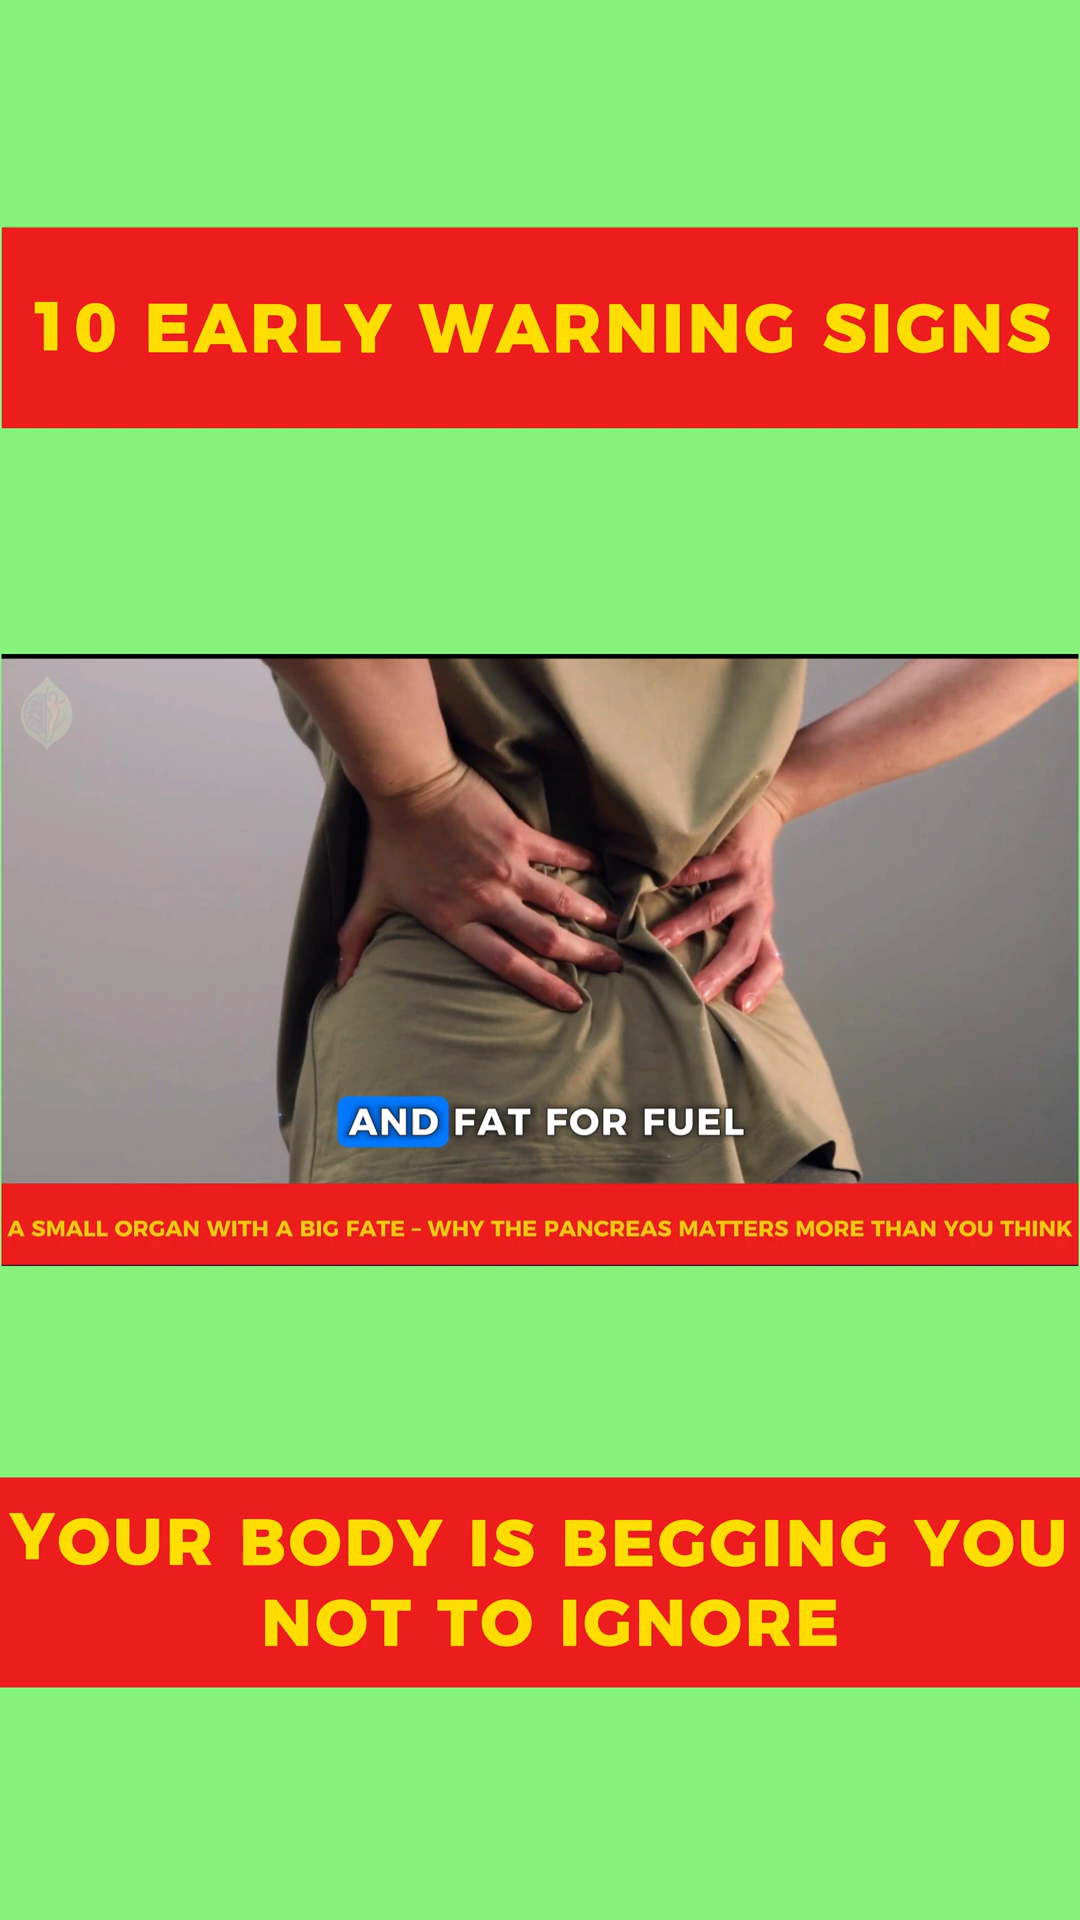 10 EARLY WARNING SIGNS
AND FAT FOR FUEL
A SMALL ORGAN WITH A BIG FATE – WHY THE PANCREAS MATTERS MORE THAN YOU THINK
YOUR BODY IS BEGGING YOU
NOT TO IGNORE